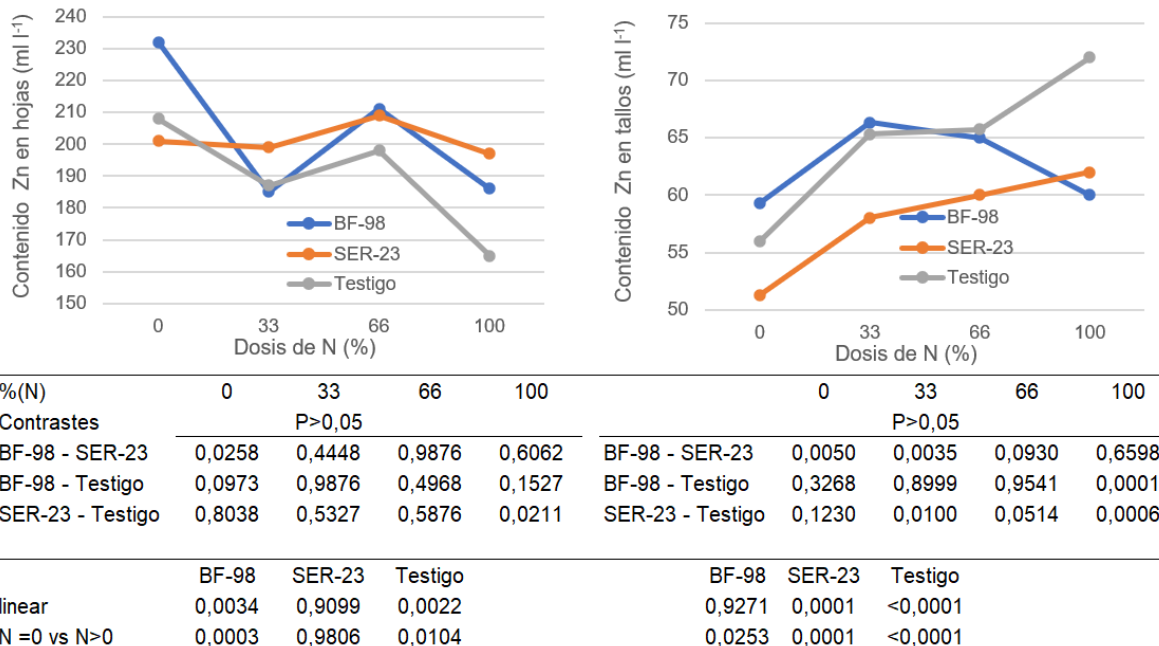 Contenido Zn en hojas (ml l-1)
240
230
220
210
200
190
180
170
160
150
BF-98
SER-23
Testigo
0 33 66 100
Dosis de N (%)
Contenido Zn en tallos (ml l-1)
75
70
65
60
55
50
BF-98
SER-23
Testigo
0 33 66 100
Dosis de N (%)
%(N) 0 33 66 100 0 33 66 100
Contrastes P>0,05 P>0,05
BF-98 - SER-23 0,0258 0,4448 0,9876 0,6062 BF-98 - SER-23 0,0050 0,0035 0,0930 0,6598
BF-98 - Testigo 0,0973 0,9876 0,4968 0,1527 BF-98 - Testigo 0,3268 0,8999 0,9541 0,0001
SER-23 - Testigo 0,8038 0,5327 0,5876 0,0211 SER-23 - Testigo 0,1230 0,0100 0,0514 0,0006
BF-98 SER-23 Testigo BF-98 SER-23 Testigo
linear 0,0034 0,9099 0,0022 0,9271 0,0001 <0,0001
N =0 vs N>0 0,0003 0,9806 0,0104 0,0253 0,0001 <0,0001